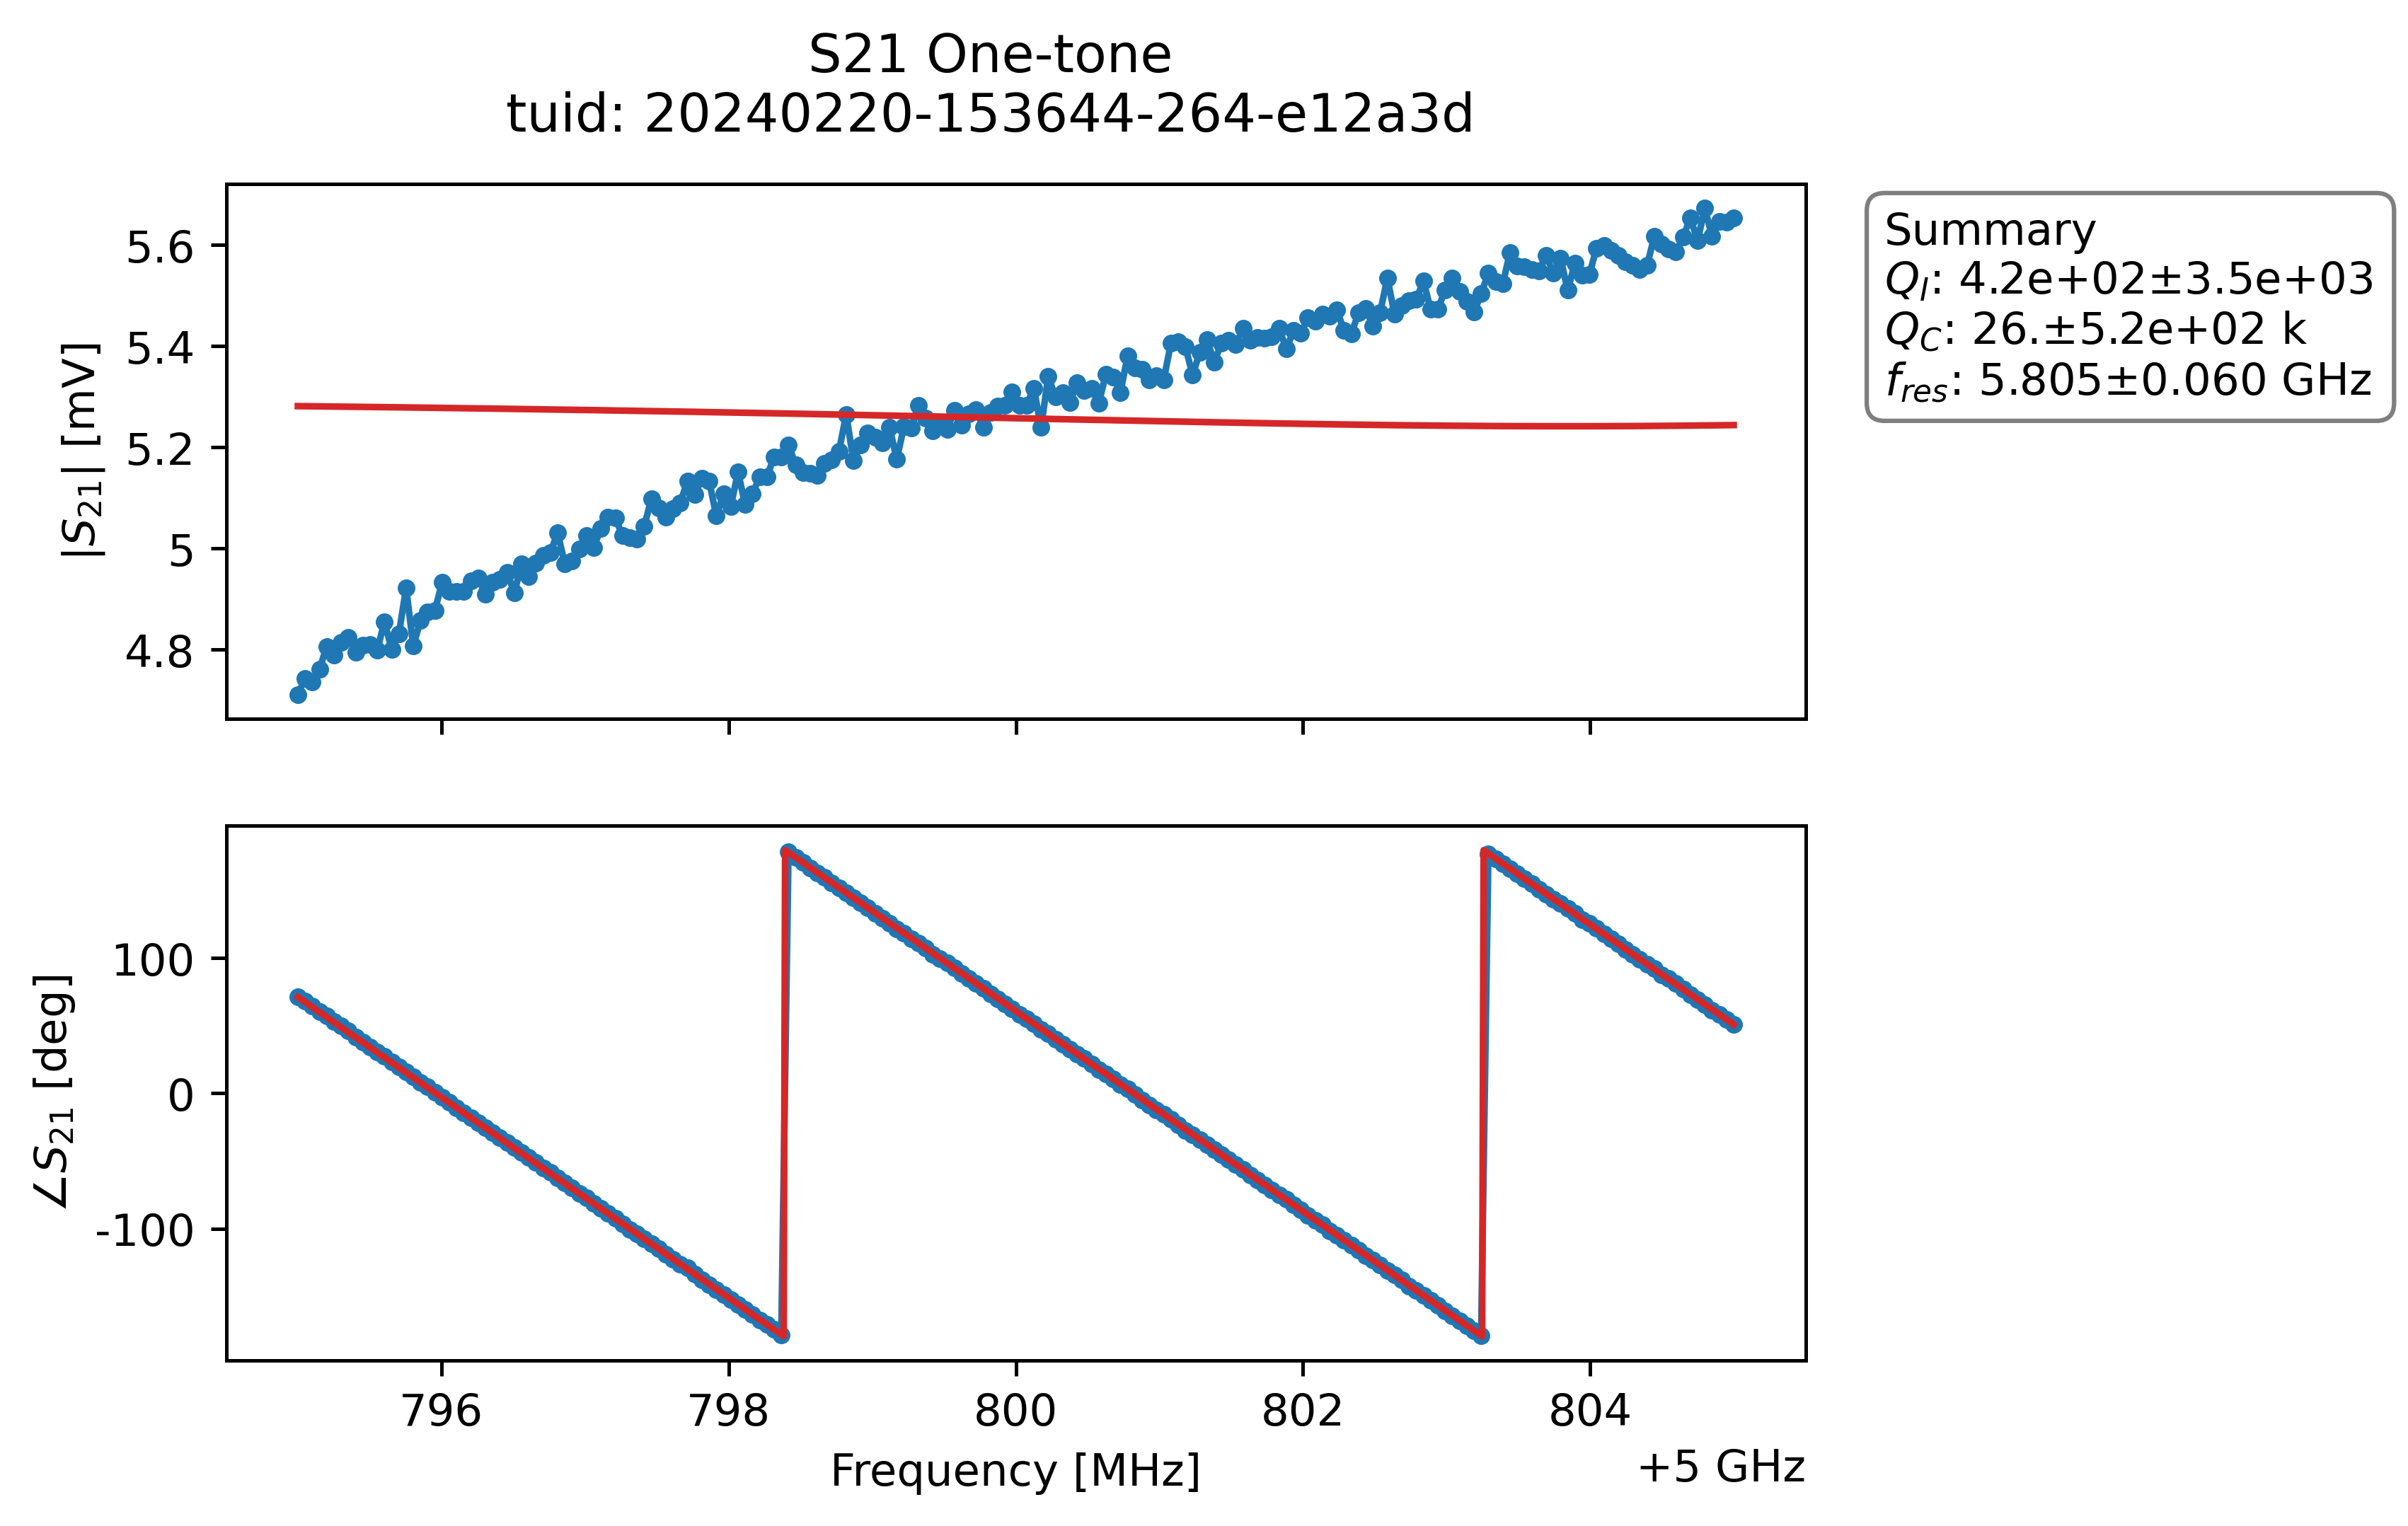 S21 One-tone
tuid: 20240220-153644-264-e12a3d
|S21| [mV]
5.6
5.4
5.2
5
4.8
Summary
QI: 4.2e+02±3.5e+03
QC: 26.±5.2e+02 k
fres: 5.805±0.060 GHz
∠S21 [deg]
100
0
-100
796 798 800 802 804
Frequency [MHz]
+5 GHz